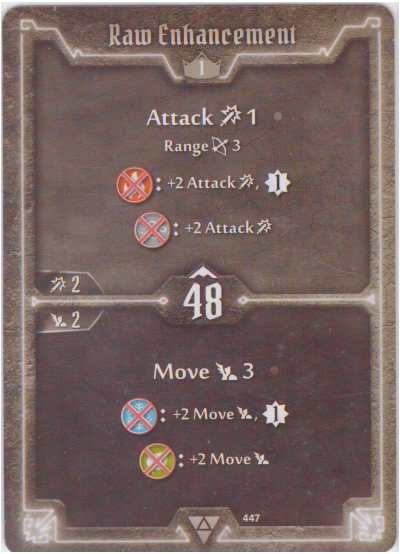 Raw Enhancement
1
Attack 1
Range 3
: +2 Attack, 1
: +2 Attack
2
48
2
Move 3
: +2 Move, 1
: +2 Move
447